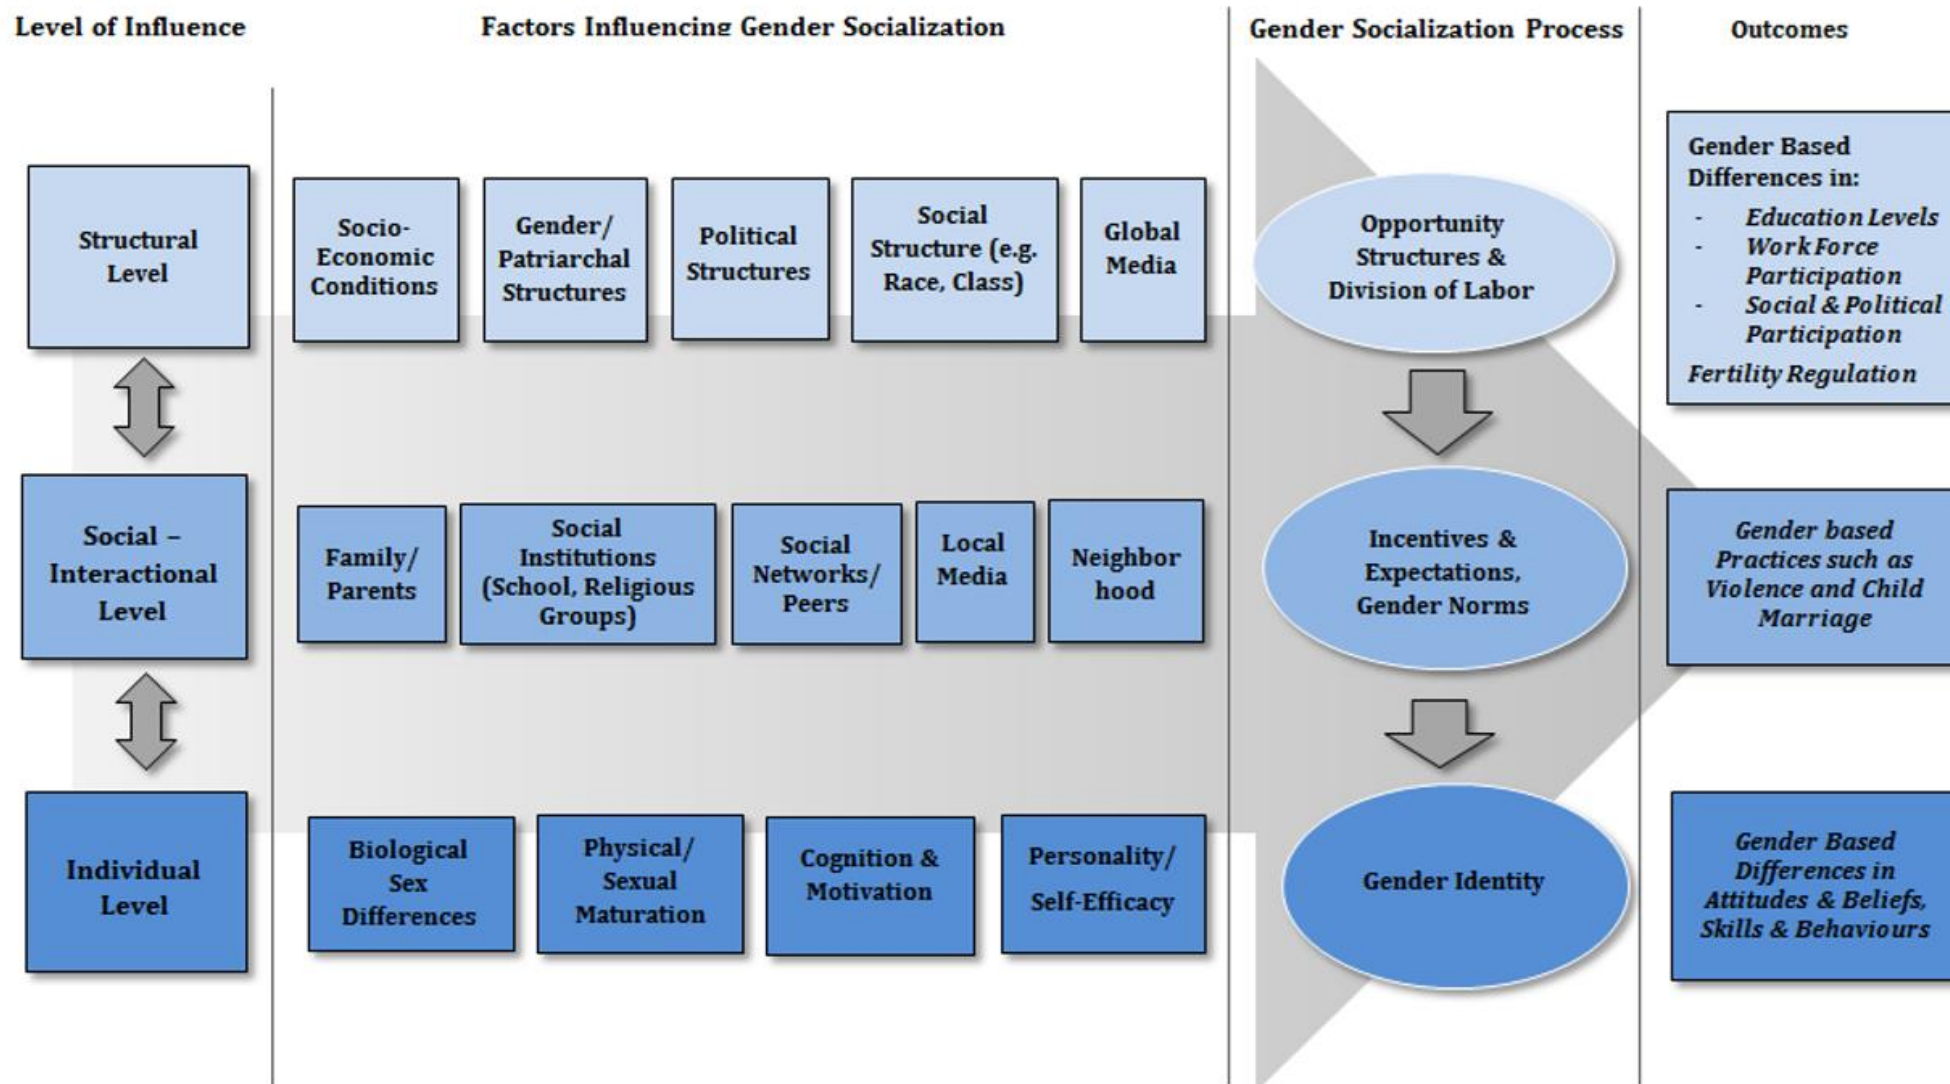 Level of Influence
Factors Influencing Gender Socialization
Gender Socialization Process
Outcomes
Structural
Level
Socio-
Economic
Conditions
Gender/
Patriarchal
Structures
Political
Structures
Social
Structure (e.g.
Race, Class)
Global
Media
Opportunity
Structures &
Division of Labor
Gender Based
Differences in:
- Education Levels
- Work Force
Participation
- Social & Political
Participation
Fertility Regulation
Social –
Interactional
Level
Family/
Parents
Social
Institutions
(School, Religious
Groups)
Social
Networks/
Peers
Local
Media
Neighbor
hood
Incentives &
Expectations,
Gender Norms
Gender based
Practices such as
Violence and Child
Marriage
Individual
Level
Biological
Sex
Differences
Physical/
Sexual
Maturation
Cognition &
Motivation
Personality/
Self-Efficacy
Gender Identity
Gender Based
Differences in
Attitudes & Beliefs,
Skills & Behaviours